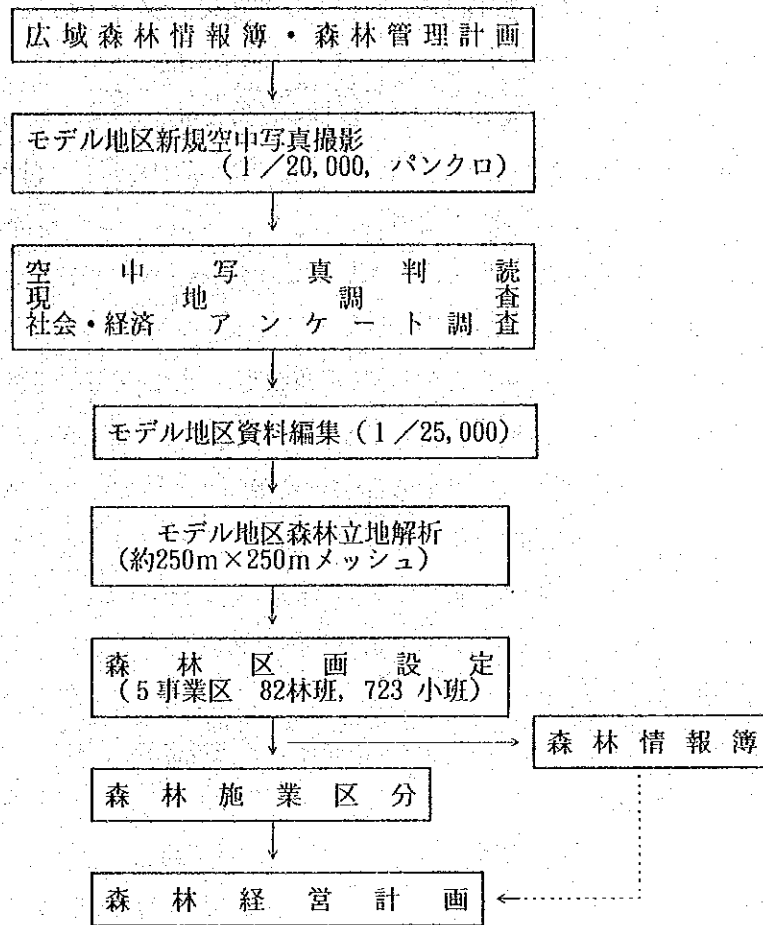 広域森林情報簿・森林管理計画
モデル地区新規空中写真撮影
(1/20,000, パンクロ)
空中写真判読
現地調査
社会・経済 アンケート調査
モデル地区資料編集(1/25,000)
モデル地区森林立地解析
(約250m×250mメッシュ)
森林区画設定
(5事業区 82林班, 723 小班)
森林情報簿
森林施業区分
森林経営計画